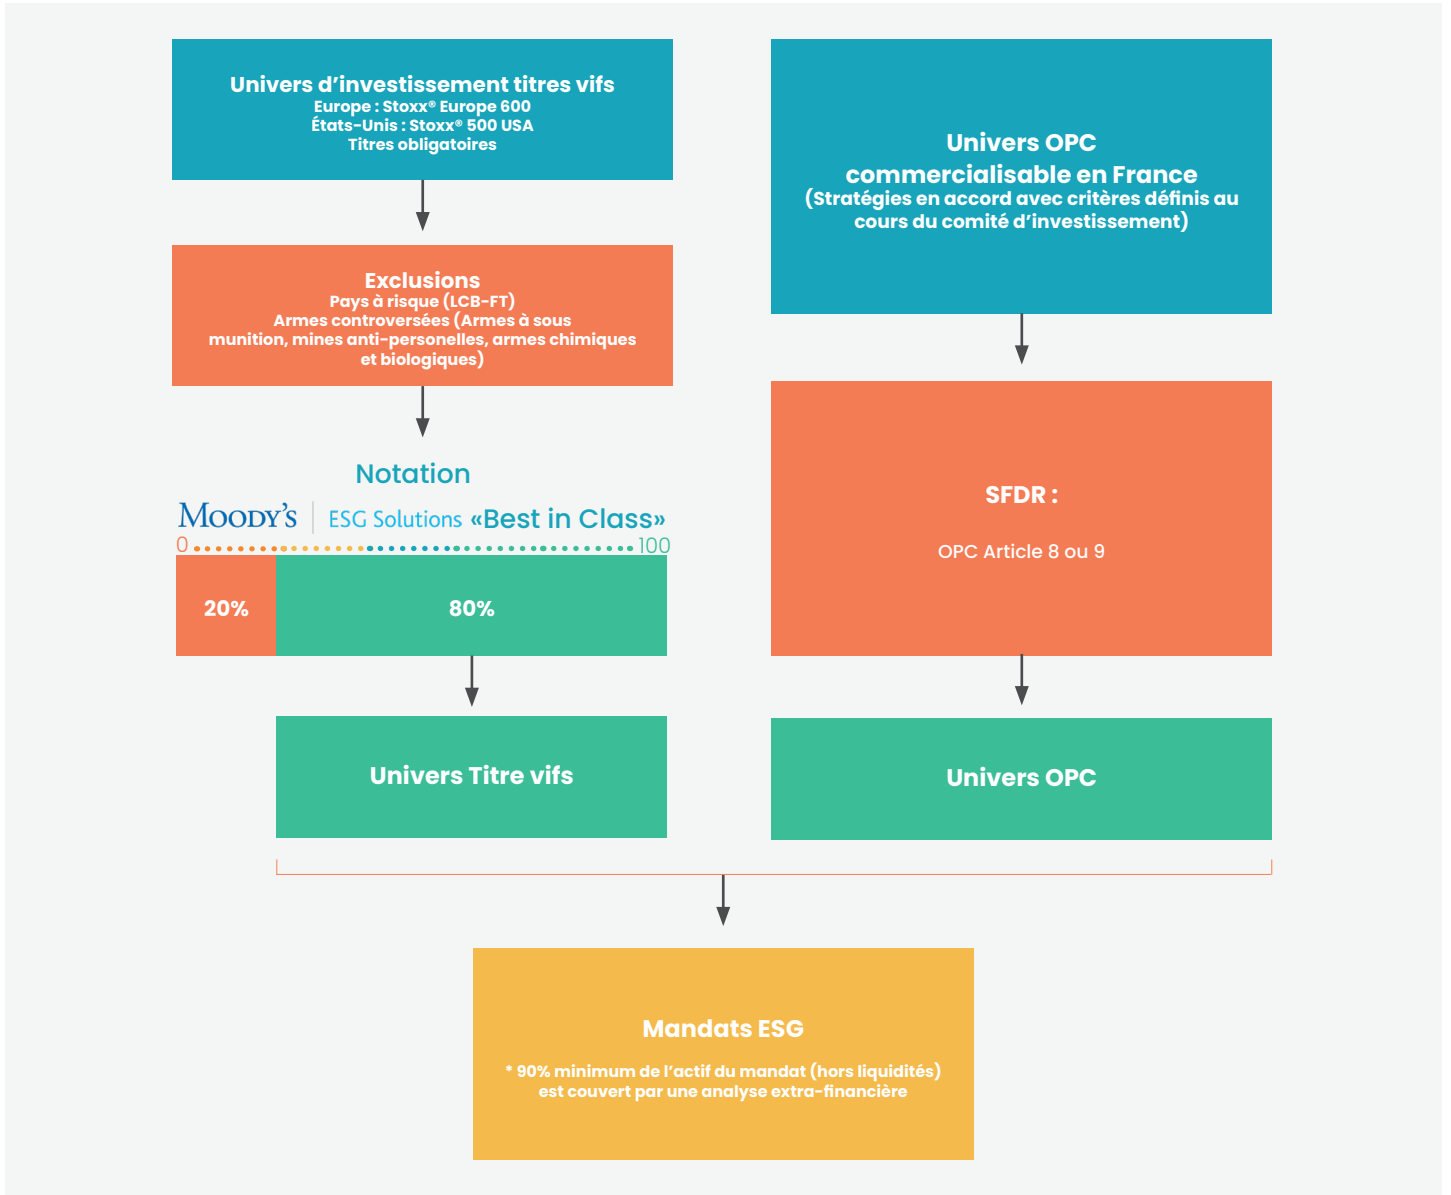 Univers d’investissement titres vifs
Europe : Stoxx® Europe 600
États-Unis : Stoxx® 500 USA
Titres obligatoires
Exclusions
Pays à risque (LCB-FT)
Armes controversées (Armes à sous
munition, mines anti-personelles, armes chimiques
et biologiques)
Notation
Moody’s | ESG Solutions «Best in Class»
0 100
20% 80%
Univers Titre vifs
Univers OPC
commercialisable en France
(Stratégies en accord avec critères définis au
cours du comité d’investissement)
SFDR :
OPC Article 8 ou 9
Univers OPC
Mandats ESG
* 90% minimum de l’actif du mandat (hors liquidités)
est couvert par une analyse extra-financière